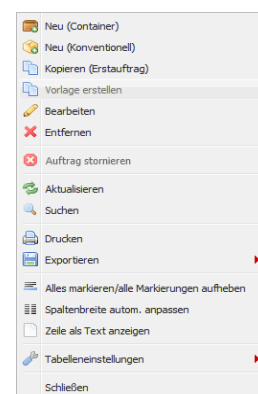 Neu (Container)
Neu (Konventionell)
Kopieren (Erstauftrag)
Vorlage erstellen
Bearbeiten
Entfernen
Auftrag stornieren
Aktualisieren
Suchen
Drucken
Exportieren
Alles markieren/alle Markierungen aufheben
Spaltenbreite autom. anpassen
Zeile als Text anzeigen
Tabelleneinstellungen
Schließen